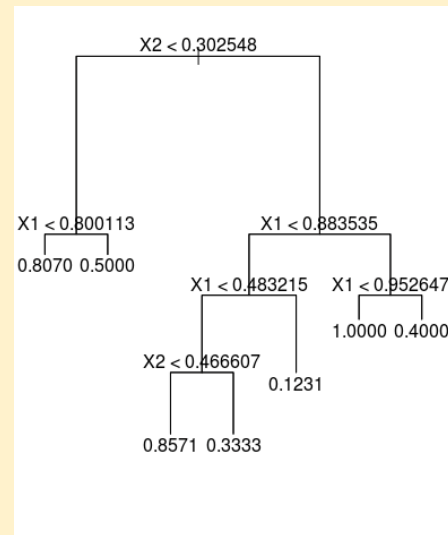 X2 < 0.302548
X1 < 0.800113
X1 < 0.883535
0.8070
0.5000
X1 < 0.483215
X1 < 0.952647
1.0000
0.4000
X2 < 0.466607
0.1231
0.8571
0.3333